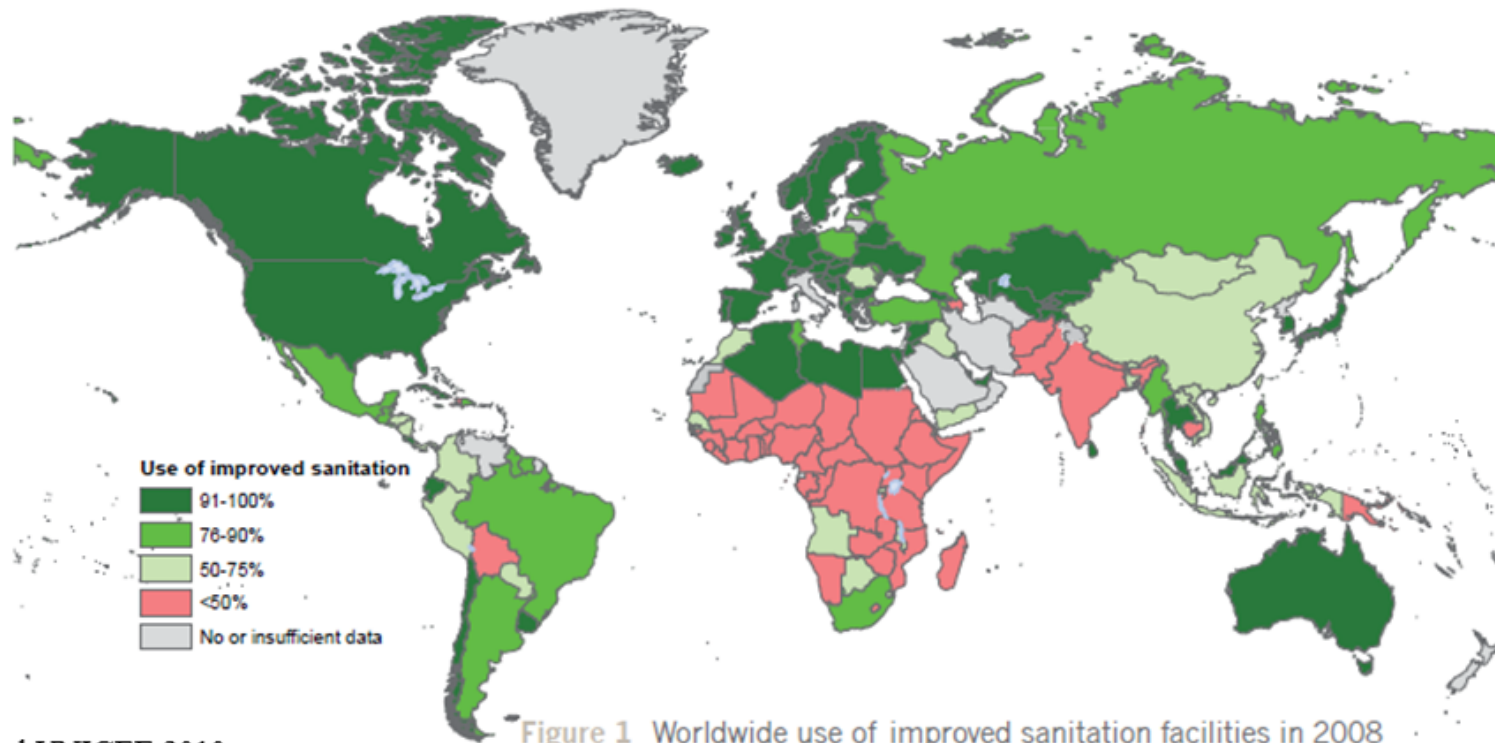 Use of improved sanitation
91-100%
76-90%
50-75%
<50%
No or insufficient data
Figure 1 Worldwide use of improved sanitation facilities in 2008